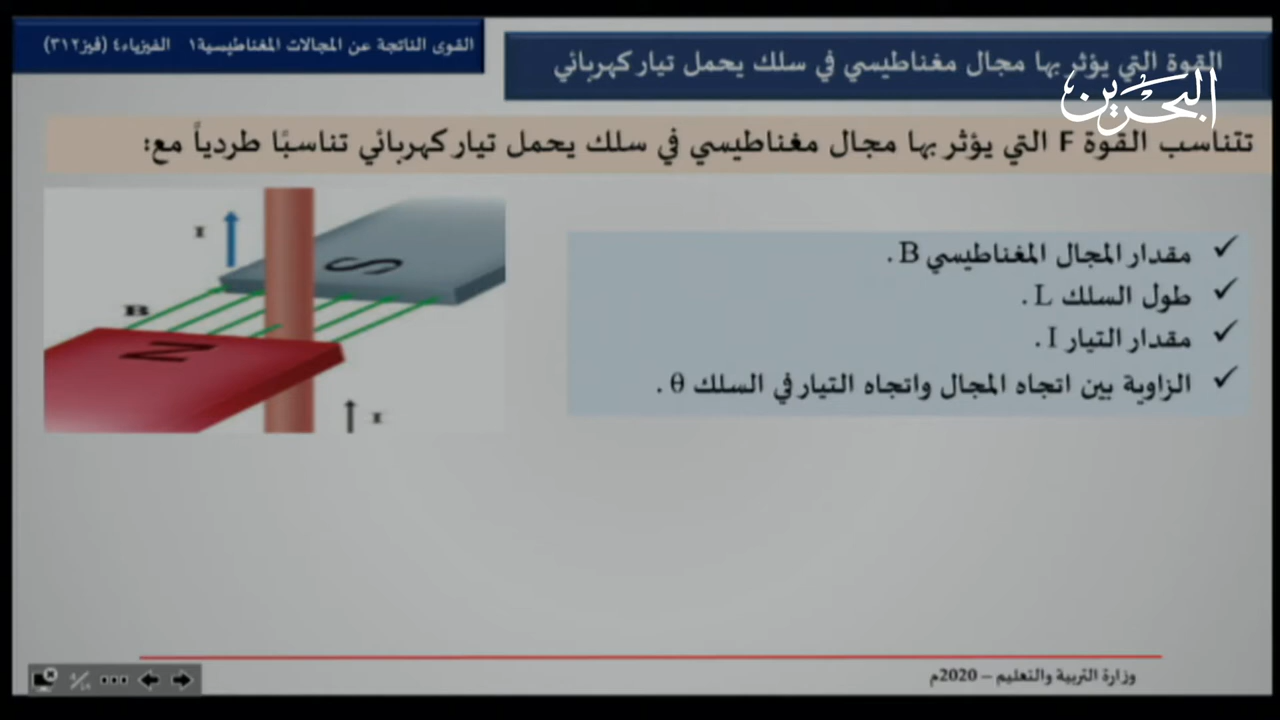 القوى الناتجة عن المجالات المغناطيسية١ الفيزياء٤ (فيز٣١٢)
القوة التي يؤثر بها مجال مغناطيسي في سلك يحمل تيار كهربائي
البحرين
تتناسب القوة F التي يؤثر بها مجال مغناطيسي في سلك يحمل تيار كهربائي تناسبًا طردياً مع:
✓ مقدار المجال المغناطيسي B .
✓ طول السلك L .
✓ مقدار التيار I .
✓ الزاوية بين اتجاه المجال واتجاه التيار في السلك θ .
I
S
B
N
I
وزارة التربية والتعليم – 2020م